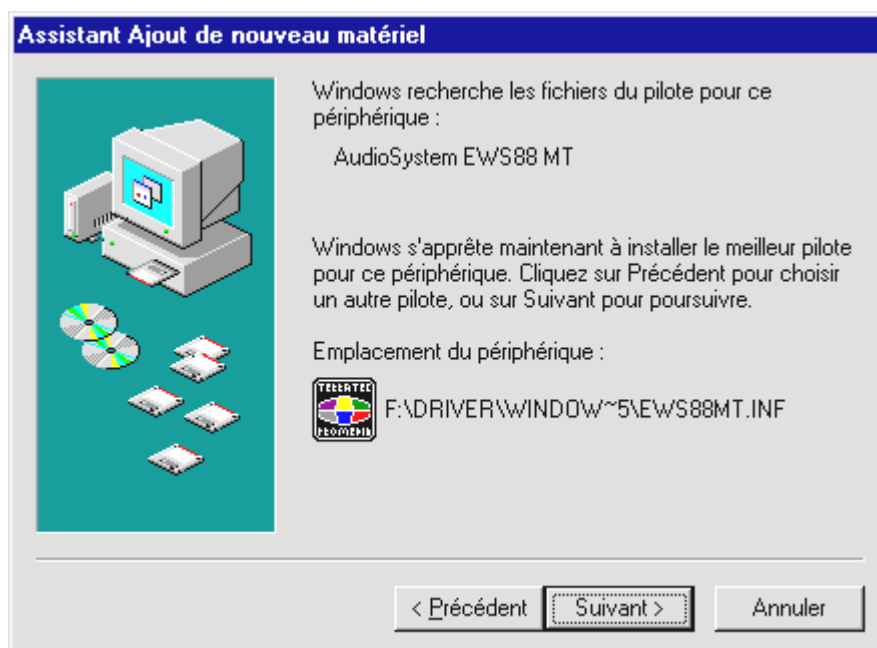 Assistant Ajout de nouveau matériel
Windows recherche les fichiers du pilote pour ce
périphérique :
AudioSystem EWS88 MT
Windows s'apprête maintenant à installer le meilleur pilote
pour ce périphérique. Cliquez sur Précédent pour choisir
un autre pilote, ou sur Suivant pour poursuivre.
Emplacement du périphérique :
TERRATEC
PROMEDIA
F:\DRIVER\WINDOW~5\EWS88MT.INF
< Précédent
Suivant >
Annuler